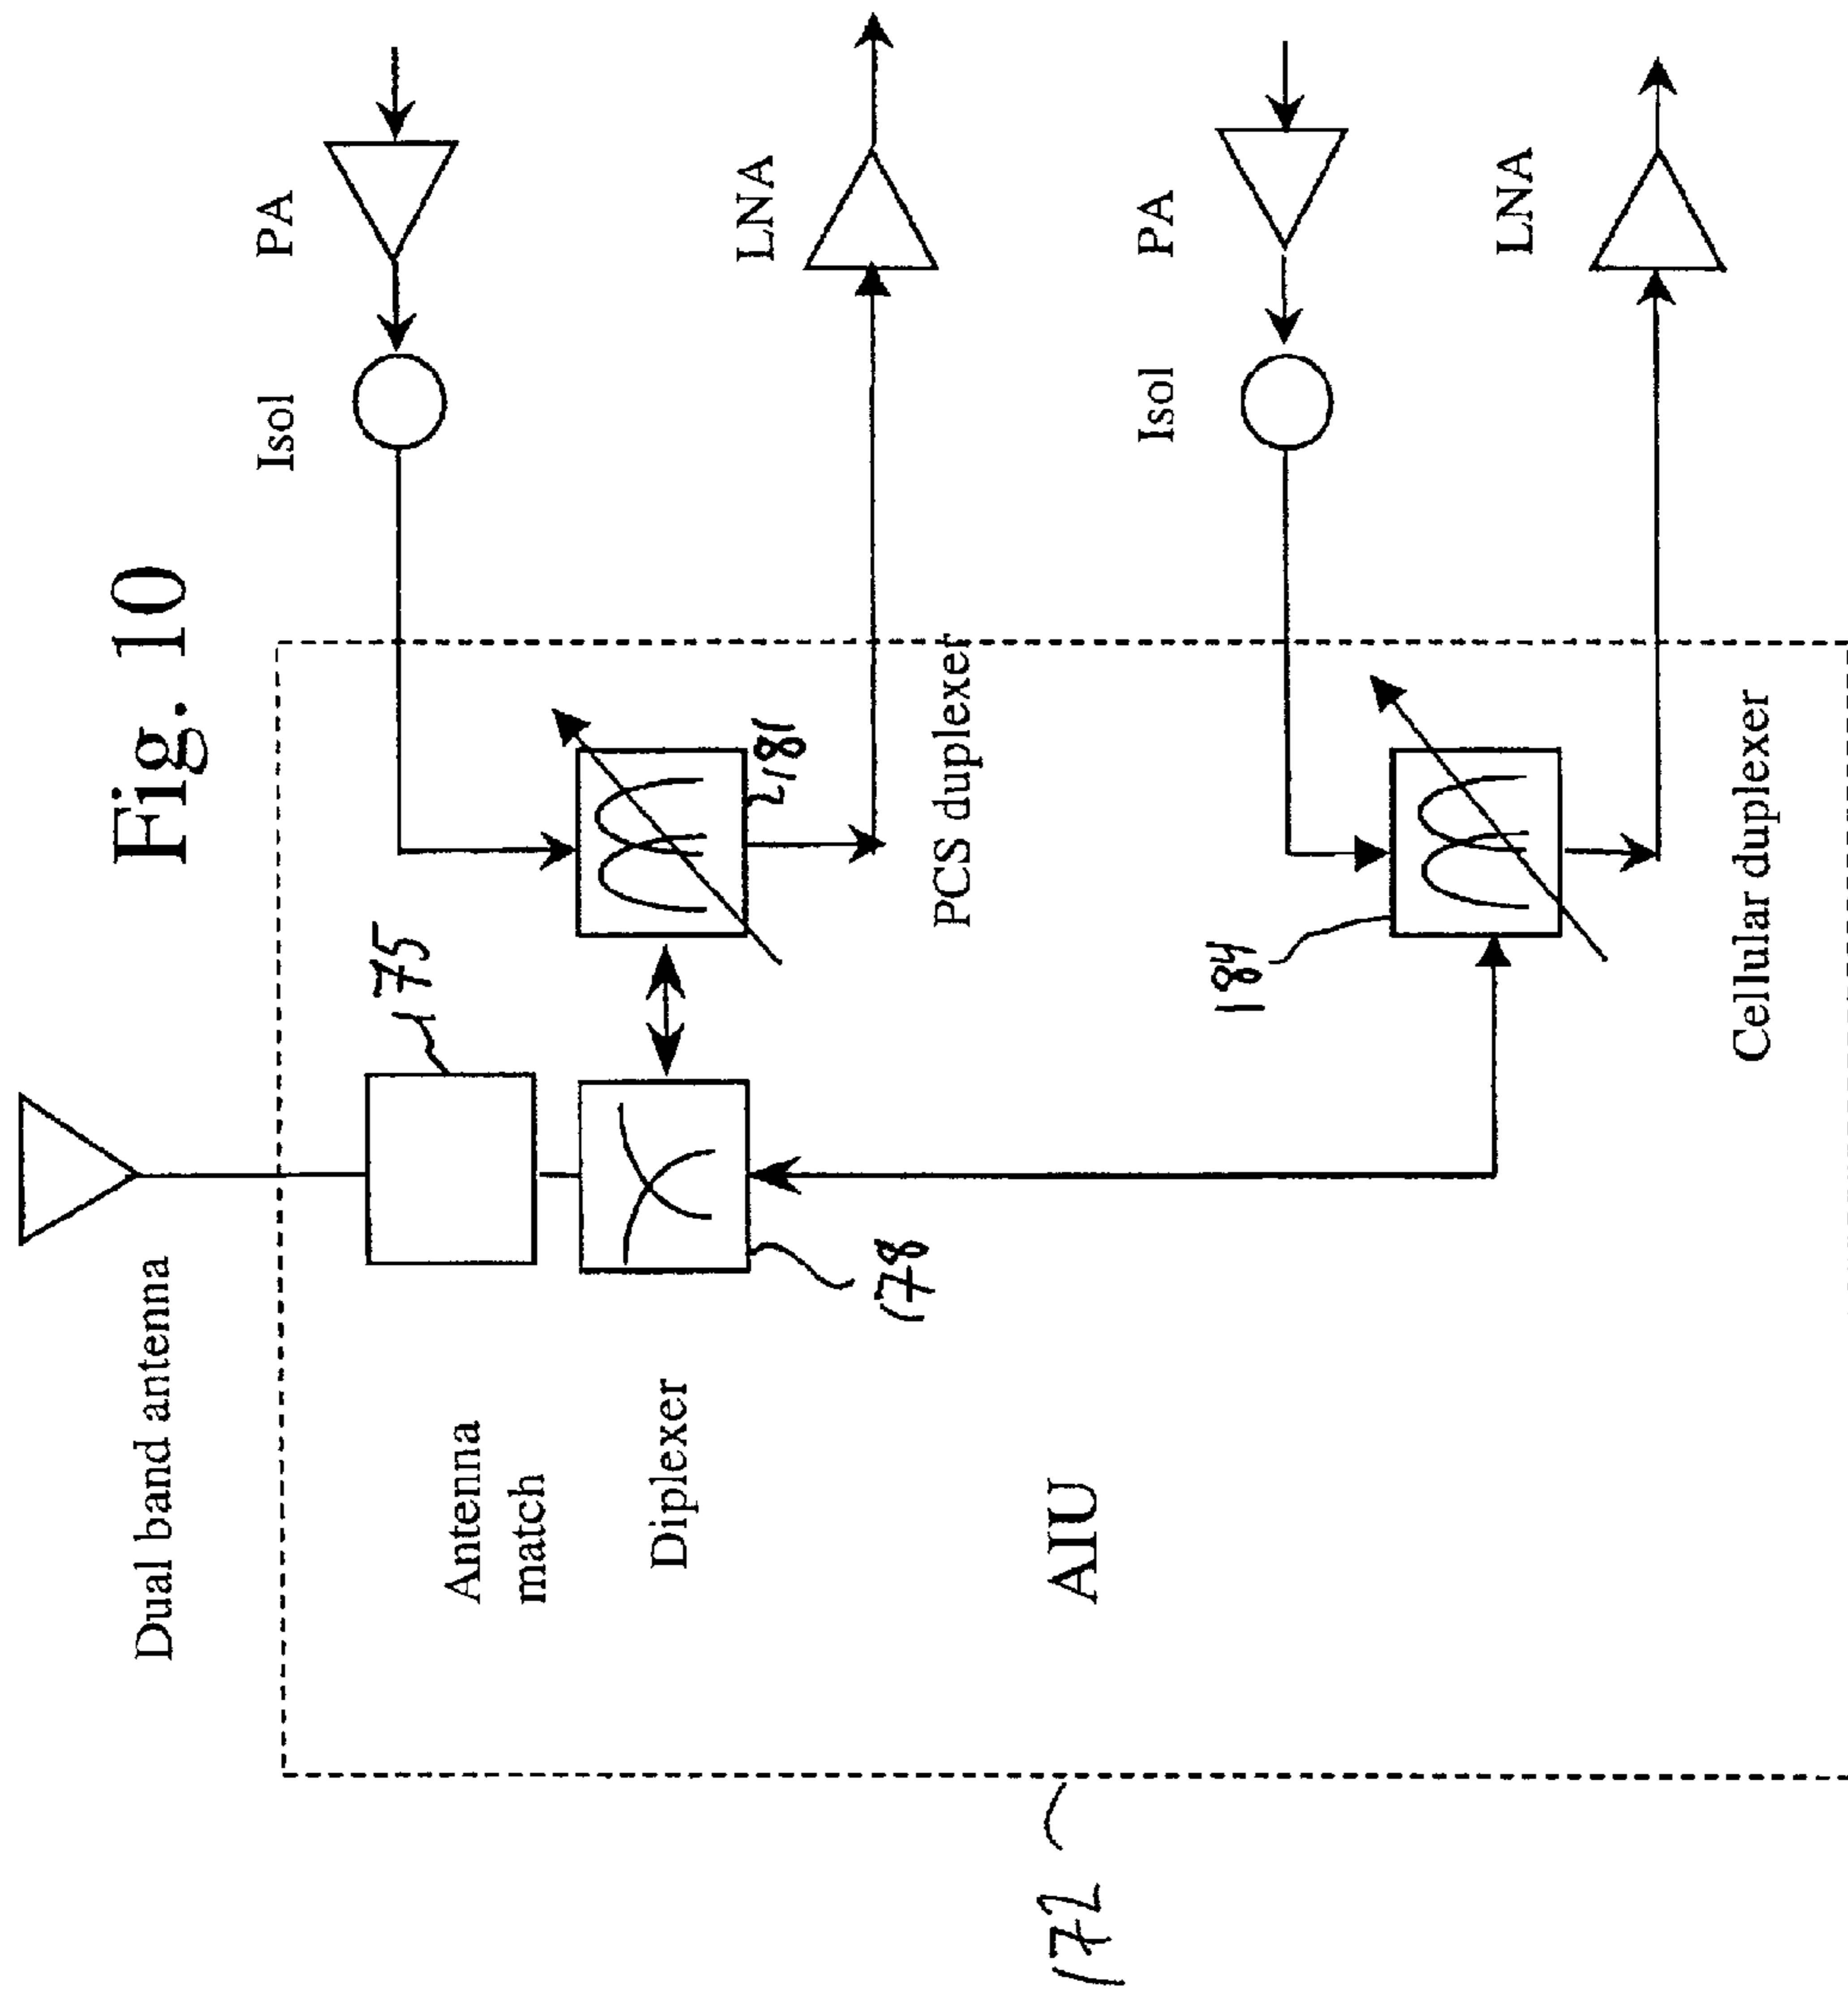 Fig. 10
Dual band antenna
Isol
PA
175
Antenna
match
Diplexer
181
LNA
178
PCS duplexer
172
AIU
Isol
PA
184
LNA
Cellular duplexer